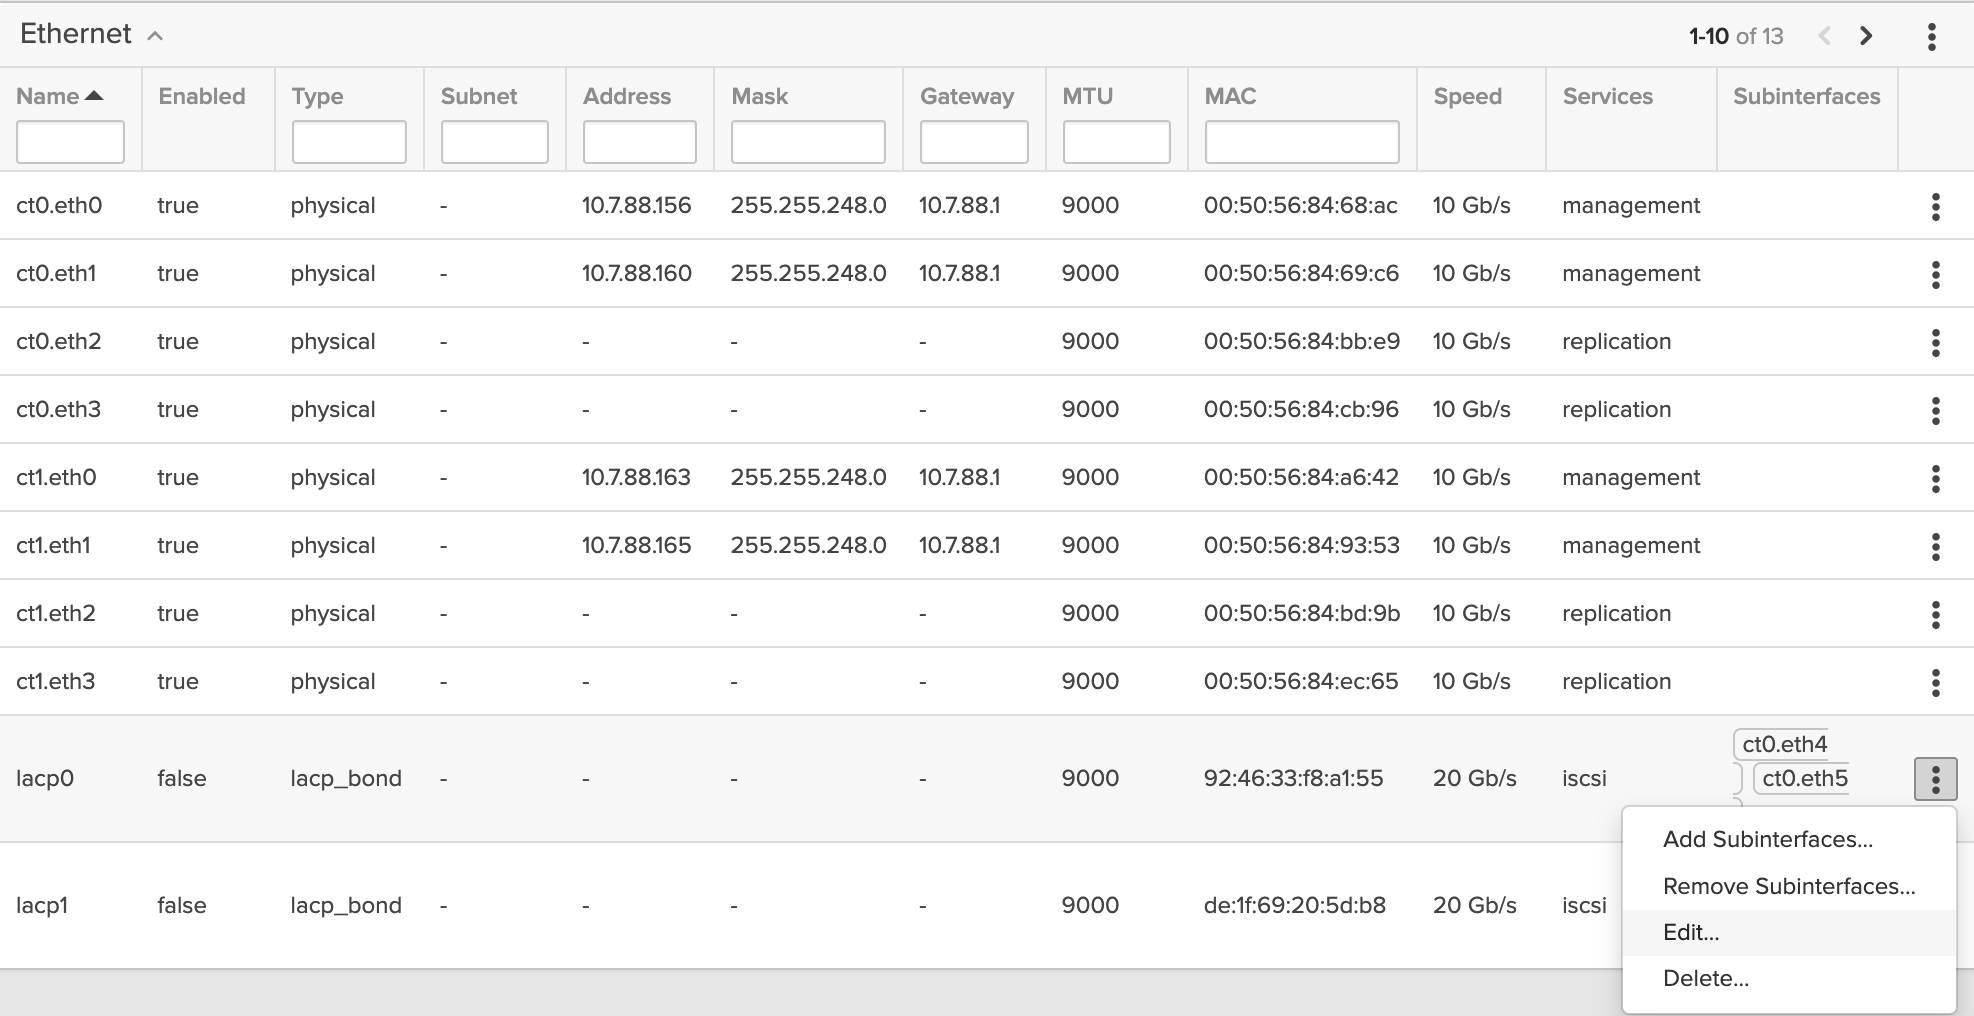 Ethernet 1-10 of 13
Name Enabled Type Subnet Address Mask Gateway MTU MAC Speed Services Subinterfaces
ct0.eth0 true physical - 10.7.88.156 255.255.248.0 10.7.88.1 9000 00:50:56:84:68:ac 10 Gb/s management
ct0.eth1 true physical - 10.7.88.160 255.255.248.0 10.7.88.1 9000 00:50:56:84:69:c6 10 Gb/s management
ct0.eth2 true physical - - - - 9000 00:50:56:84:bb:e9 10 Gb/s replication
ct0.eth3 true physical - - - - 9000 00:50:56:84:cb:96 10 Gb/s replication
ct1.eth0 true physical - 10.7.88.163 255.255.248.0 10.7.88.1 9000 00:50:56:84:a6:42 10 Gb/s management
ct1.eth1 true physical - 10.7.88.165 255.255.248.0 10.7.88.1 9000 00:50:56:84:93:53 10 Gb/s management
ct1.eth2 true physical - - - - 9000 00:50:56:84:bd:9b 10 Gb/s replication
ct1.eth3 true physical - - - - 9000 00:50:56:84:ec:65 10 Gb/s replication
ct0.eth4
lacp0 false lacp_bond - - - - 9000 92:46:33:f8:a1:55 20 Gb/s iscsi ct0.eth5
Add Subinterfaces...
Remove Subinterfaces...
lacp1 false lacp_bond - - - - 9000 de:1f:69:20:5d:b8 20 Gb/s iscsi
Edit...
Delete...